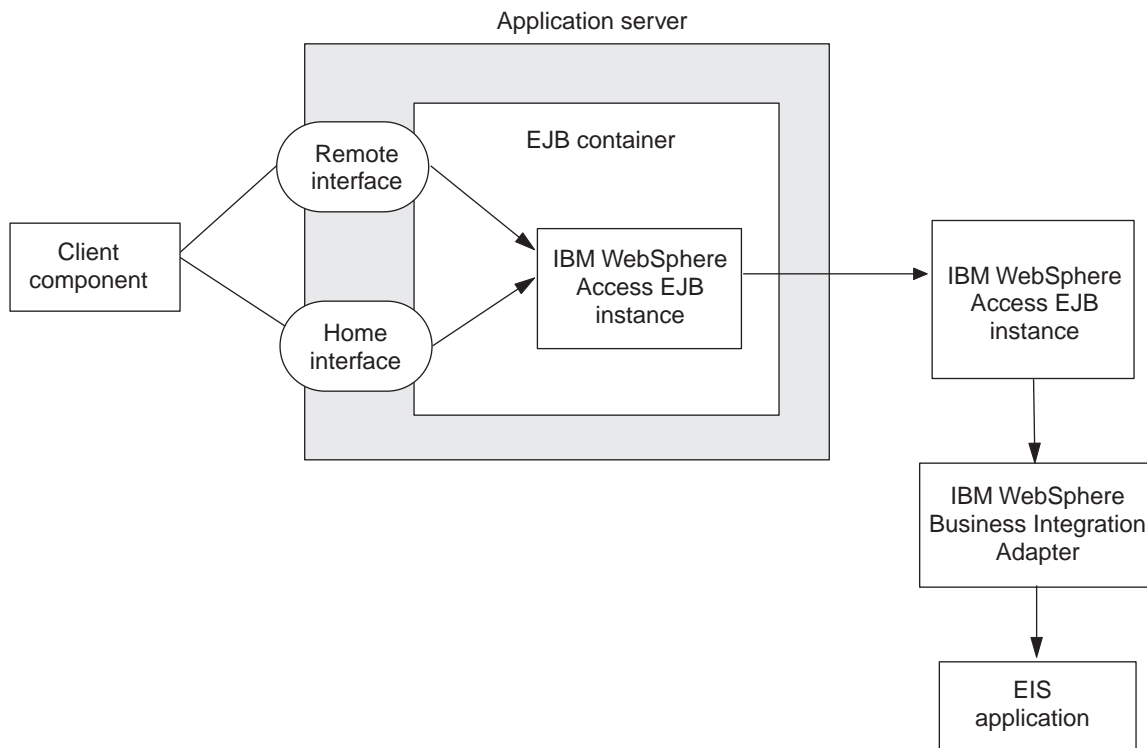 Application server
EJB container
Remote
interface
Client
component
IBM WebSphere
Access EJB
instance
IBM WebSphere
Access EJB
instance
Home
interface
IBM WebSphere
Business Integration
Adapter
EIS
application